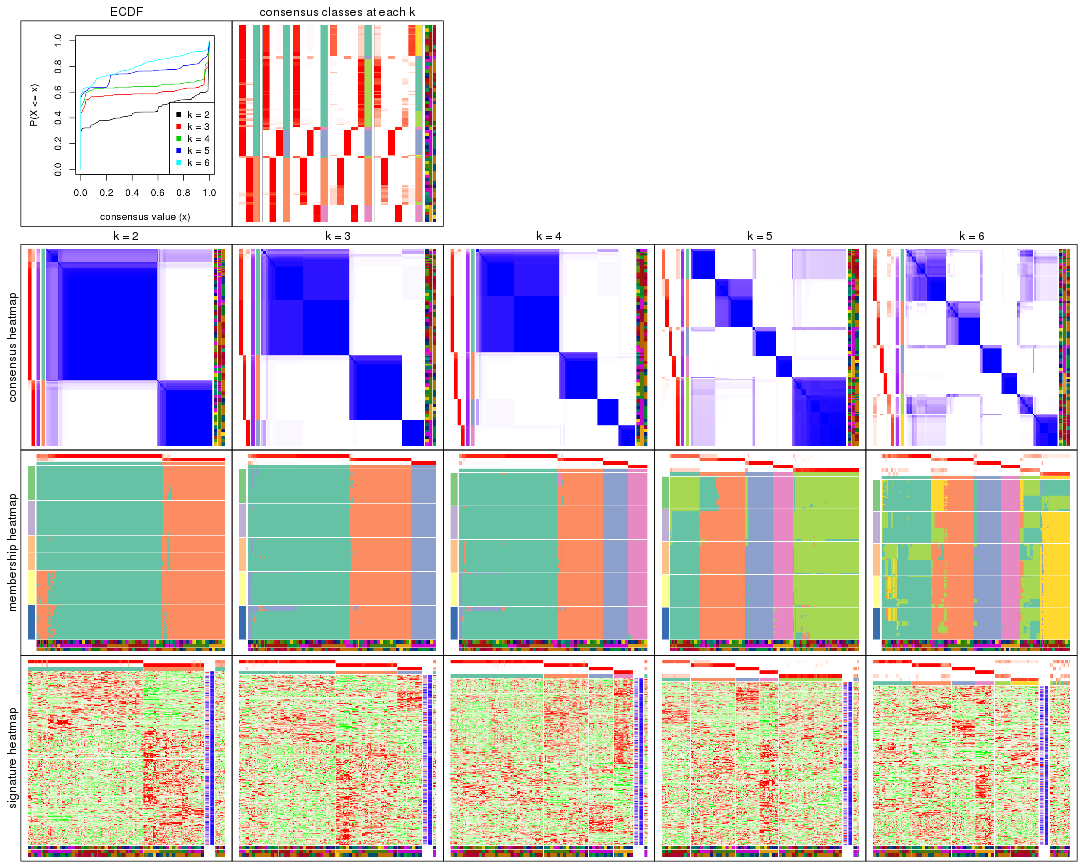 ECDF
consensus classes at each k
P(X <= x)
1.0
0.8
0.6
0.4
0.2
0.0
k = 2
k = 3
k = 4
k = 5
k = 6
0.0 0.2 0.4 0.6 0.8 1.0
consensus value (x)
k = 2 k = 3 k = 4 k = 5 k = 6
consensus heatmap
membership heatmap
signature heatmap